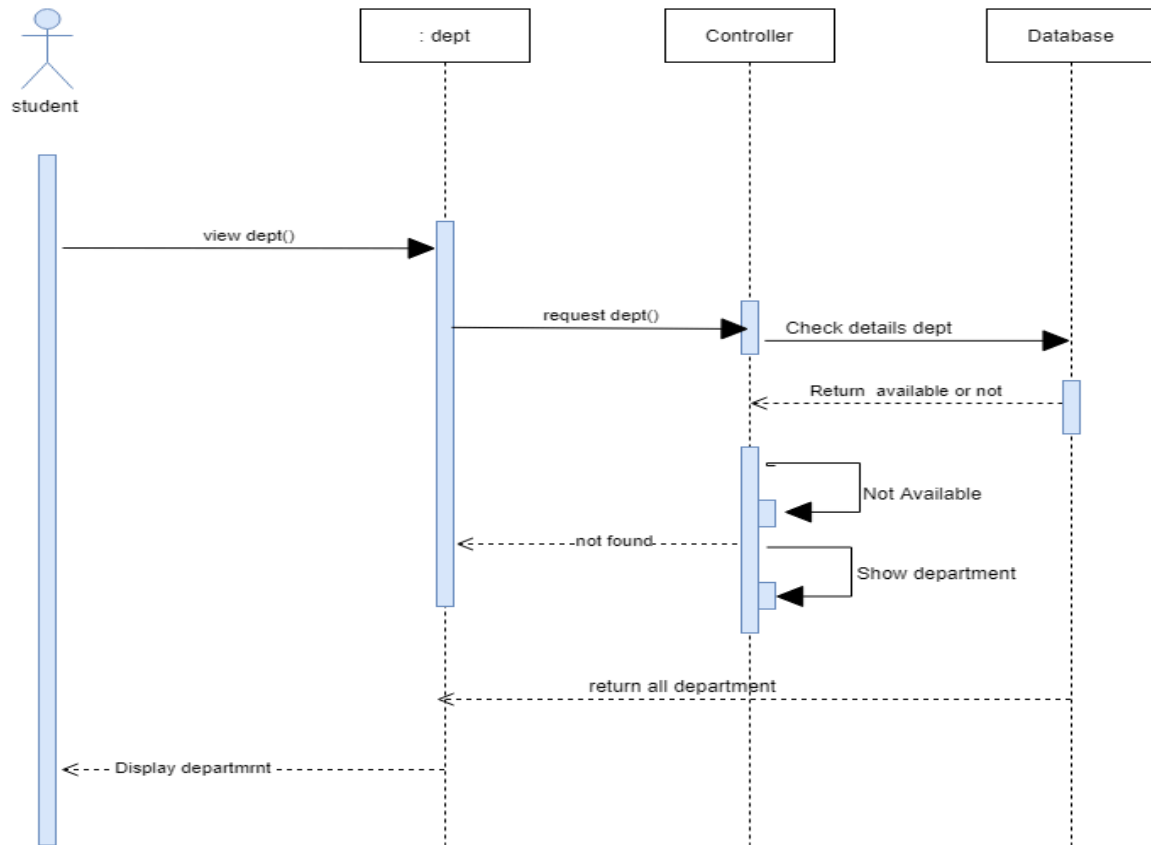 : dept
Controller
Database
student
view dept()
request dept()
Check details dept
Return available or not
Not Available
not found
Show department
return all department
Display departmrnt